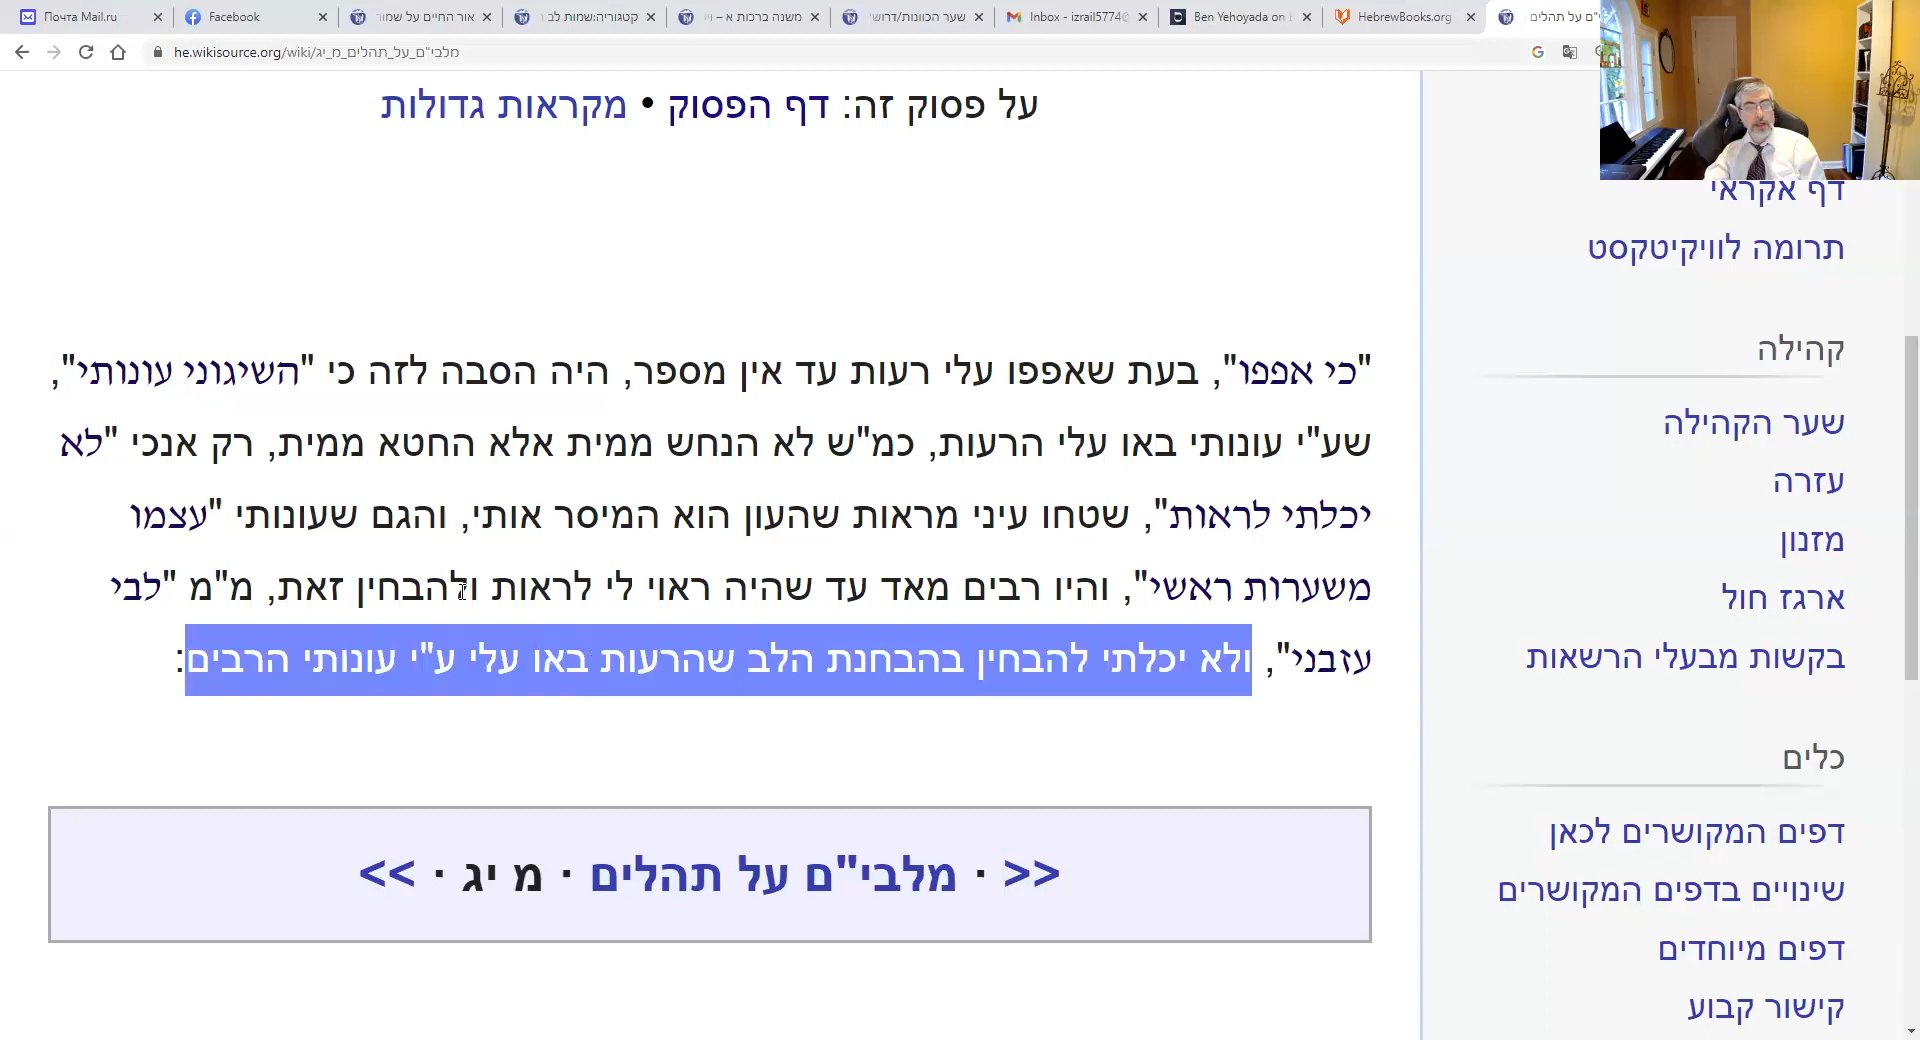 Почта Mail.ru
Facebook
אור החיים על שמור
קטגוריה:שמות לב
משנה ברכות א – וי
שער הכוונות/דרוש
Inbox - izrail5774@
Ben Yehoyada on
HebrewBooks.org
"ם על תהלים
he.wikisource.org/wiki/מלבי"ם_על_תהלים_מ_יג
על פסוק זה: דף הפסוק • מקראות גדולות
"כי אפפו", בעת שאפפו עלי רעות עד אין מספר, היה הסבה לזה כי "השיגוני עונותי",
שע"י עונותי באו עלי הרעות, כמ"ש לא הנחש ממית אלא החטא ממית, רק אנכי "לא
יכלתי לראות", שטחו עיני מראות שהעון הוא המיסר אותי, והגם שעונותי "עצמו
משערות ראשי", והיו רבים מאד עד שהיה ראוי לי לראות ולהבחין זאת, מ"מ "לבי
עזבני", ולא יכלתי להבחין בהבחנת הלב שהרעות באו עלי ע"י עונותי הרבים:
<< · מלבי"ם על תהלים · מ יג · >>
דף אקראי
תרומה לוויקיטקסט
קהילה
שער הקהילה
עזרה
מזנון
ארגז חול
בקשות מבעלי הרשאות
כלים
דפים המקושרים לכאן
שינויים בדפים המקושרים
דפים מיוחדים
קישור קבוע